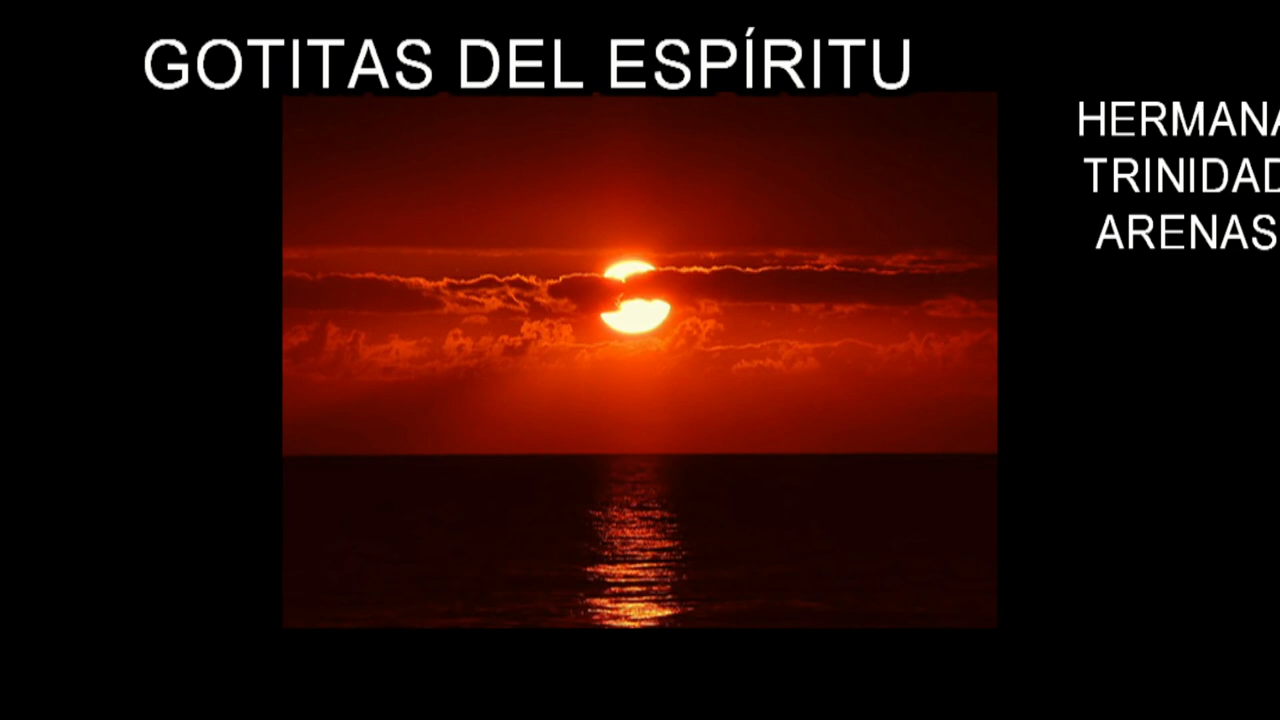 GOTITAS DEL ESPÍRITU
HERMANA
TRINIDAD
ARENAS